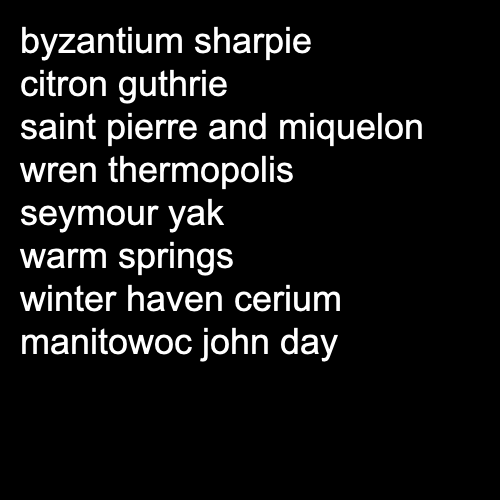 byzantium sharpie
citron guthrie
saint pierre and miquelon
wren thermopolis
seymour yak
warm springs
winter haven cerium
manitowoc john day